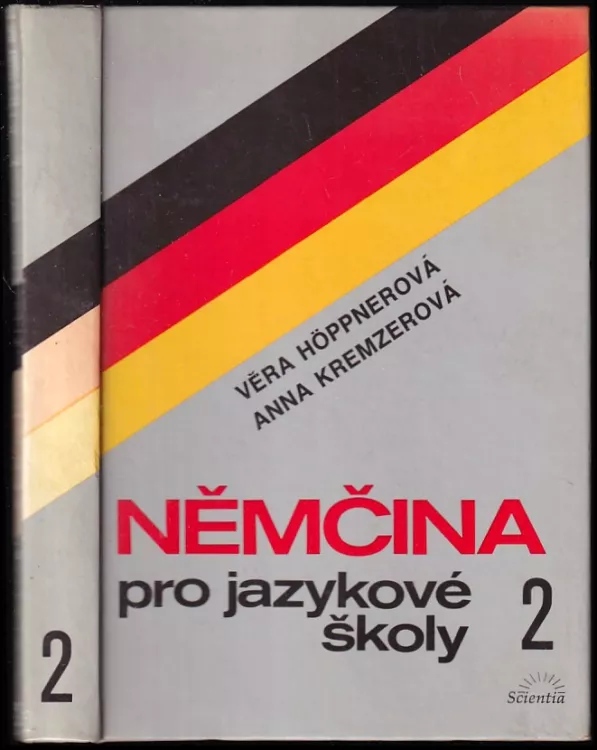 VĚRA HÖPPNEROVÁ
ANNA KREMZEROVÁ
NĚMČINA
pro jazykové
školy
2
Scientia
2